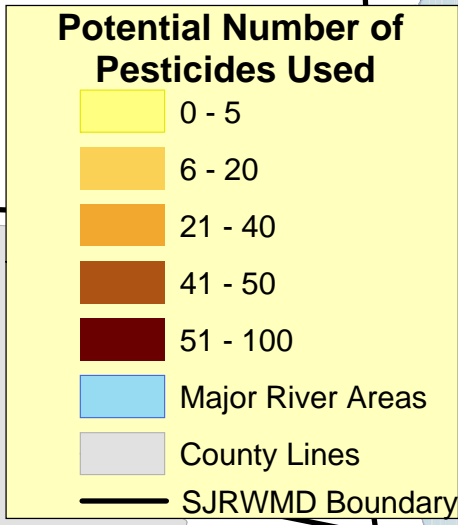 Potential Number of
Pesticides Used
0 - 5
6 - 20
21 - 40
41 - 50
51 - 100
Major River Areas
County Lines
SJRWMD Boundary